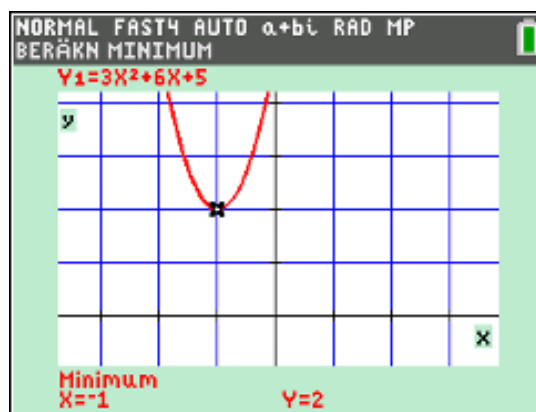 NORMAL FAST4 AUTO a+bi RAD MP
BERÄKN MINIMUM
Y₁=3X²+6X+5
y
x
Minimum
X=⁻1 Y=2